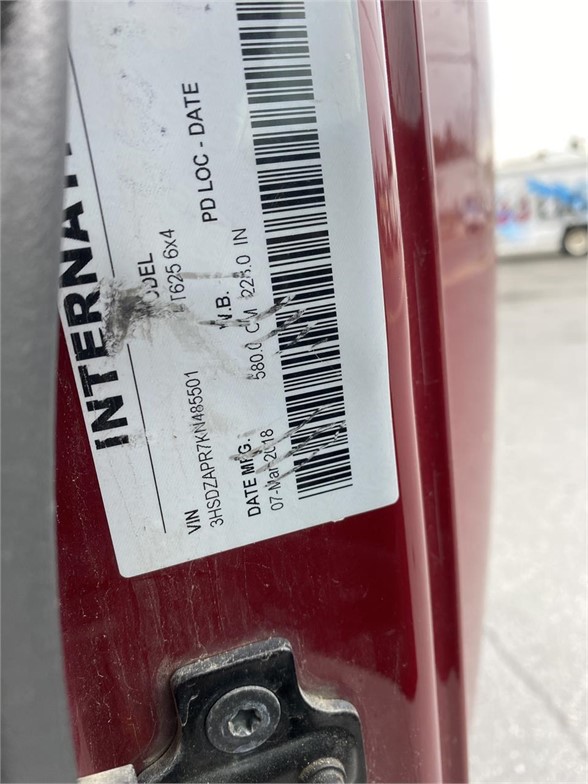 INTERNAT
VIN
3HSDZAPR7KN485501
MODEL
LT625 6x4
DATE MFG.
07-Mar-2018
W.B.
580.0 CM 228.0 IN
PD LOC - DATE